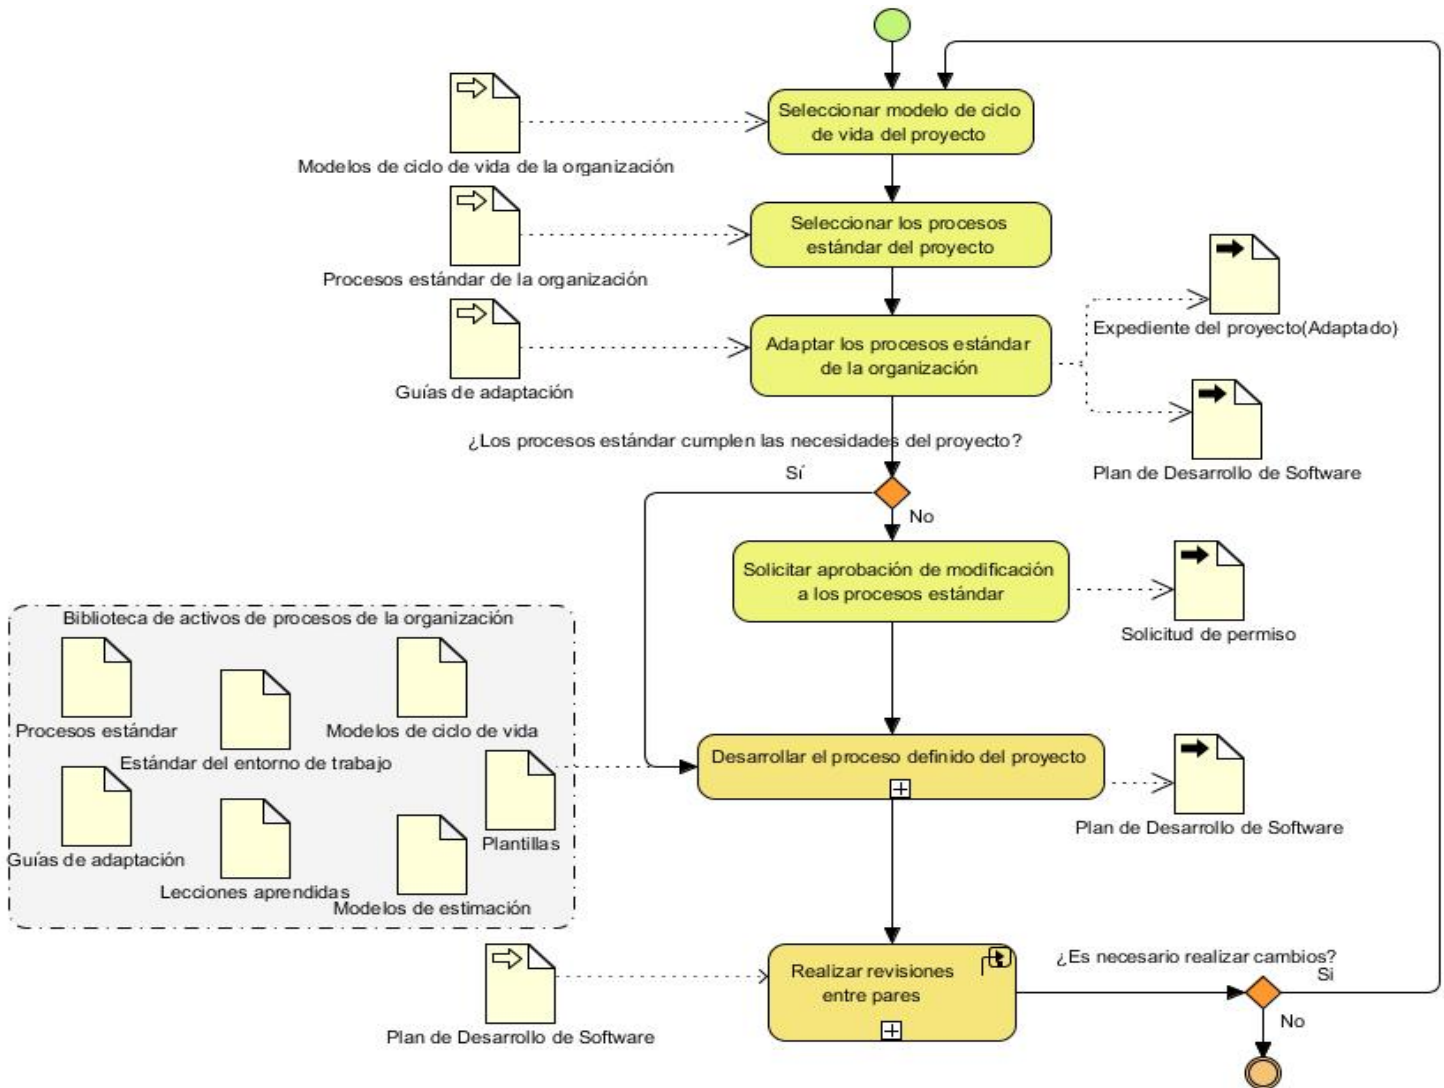 Seleccionar modelo de ciclo
de vida del proyecto
Modelos de ciclo de vida de la organización
Seleccionar los procesos
estándar del proyecto
Procesos estándar de la organización
Expediente del proyecto(Adaptado)
Adaptar los procesos estándar
de la organización
Guías de adaptación
¿Los procesos estándar cumplen las necesidades del proyecto?
Plan de Desarrollo de Software
Sí
No
Solicitar aprobación de modificación
a los procesos estándar
Solicitud de permiso
Biblioteca de activos de procesos de la organización
Procesos estándar
Modelos de ciclo de vida
Estándar del entorno de trabajo
Desarrollar el proceso definido del proyecto
Plan de Desarrollo de Software
Plantillas
Guías de adaptación
Lecciones aprendidas
Modelos de estimación
¿Es necesario realizar cambios?
Si
Realizar revisiones
entre pares
No
Plan de Desarrollo de Software